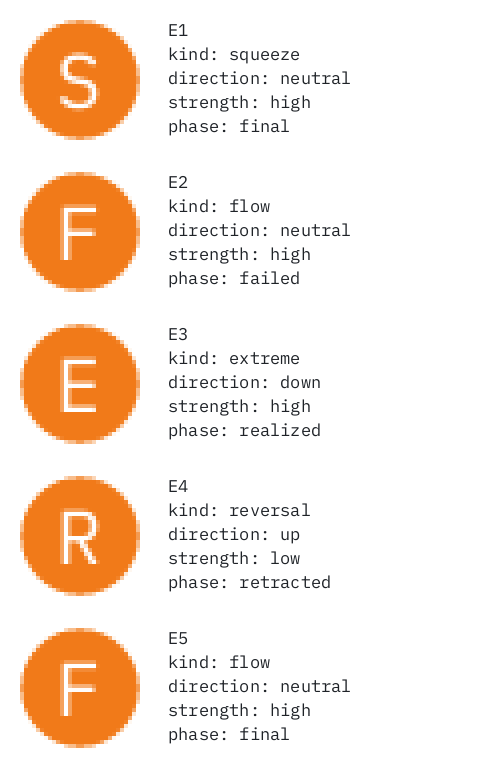 S
E1
kind: squeeze
direction: neutral
strength: high
phase: final
F
E2
kind: flow
direction: neutral
strength: high
phase: failed
E
E3
kind: extreme
direction: down
strength: high
phase: realized
R
E4
kind: reversal
direction: up
strength: low
phase: retracted
F
E5
kind: flow
direction: neutral
strength: high
phase: final